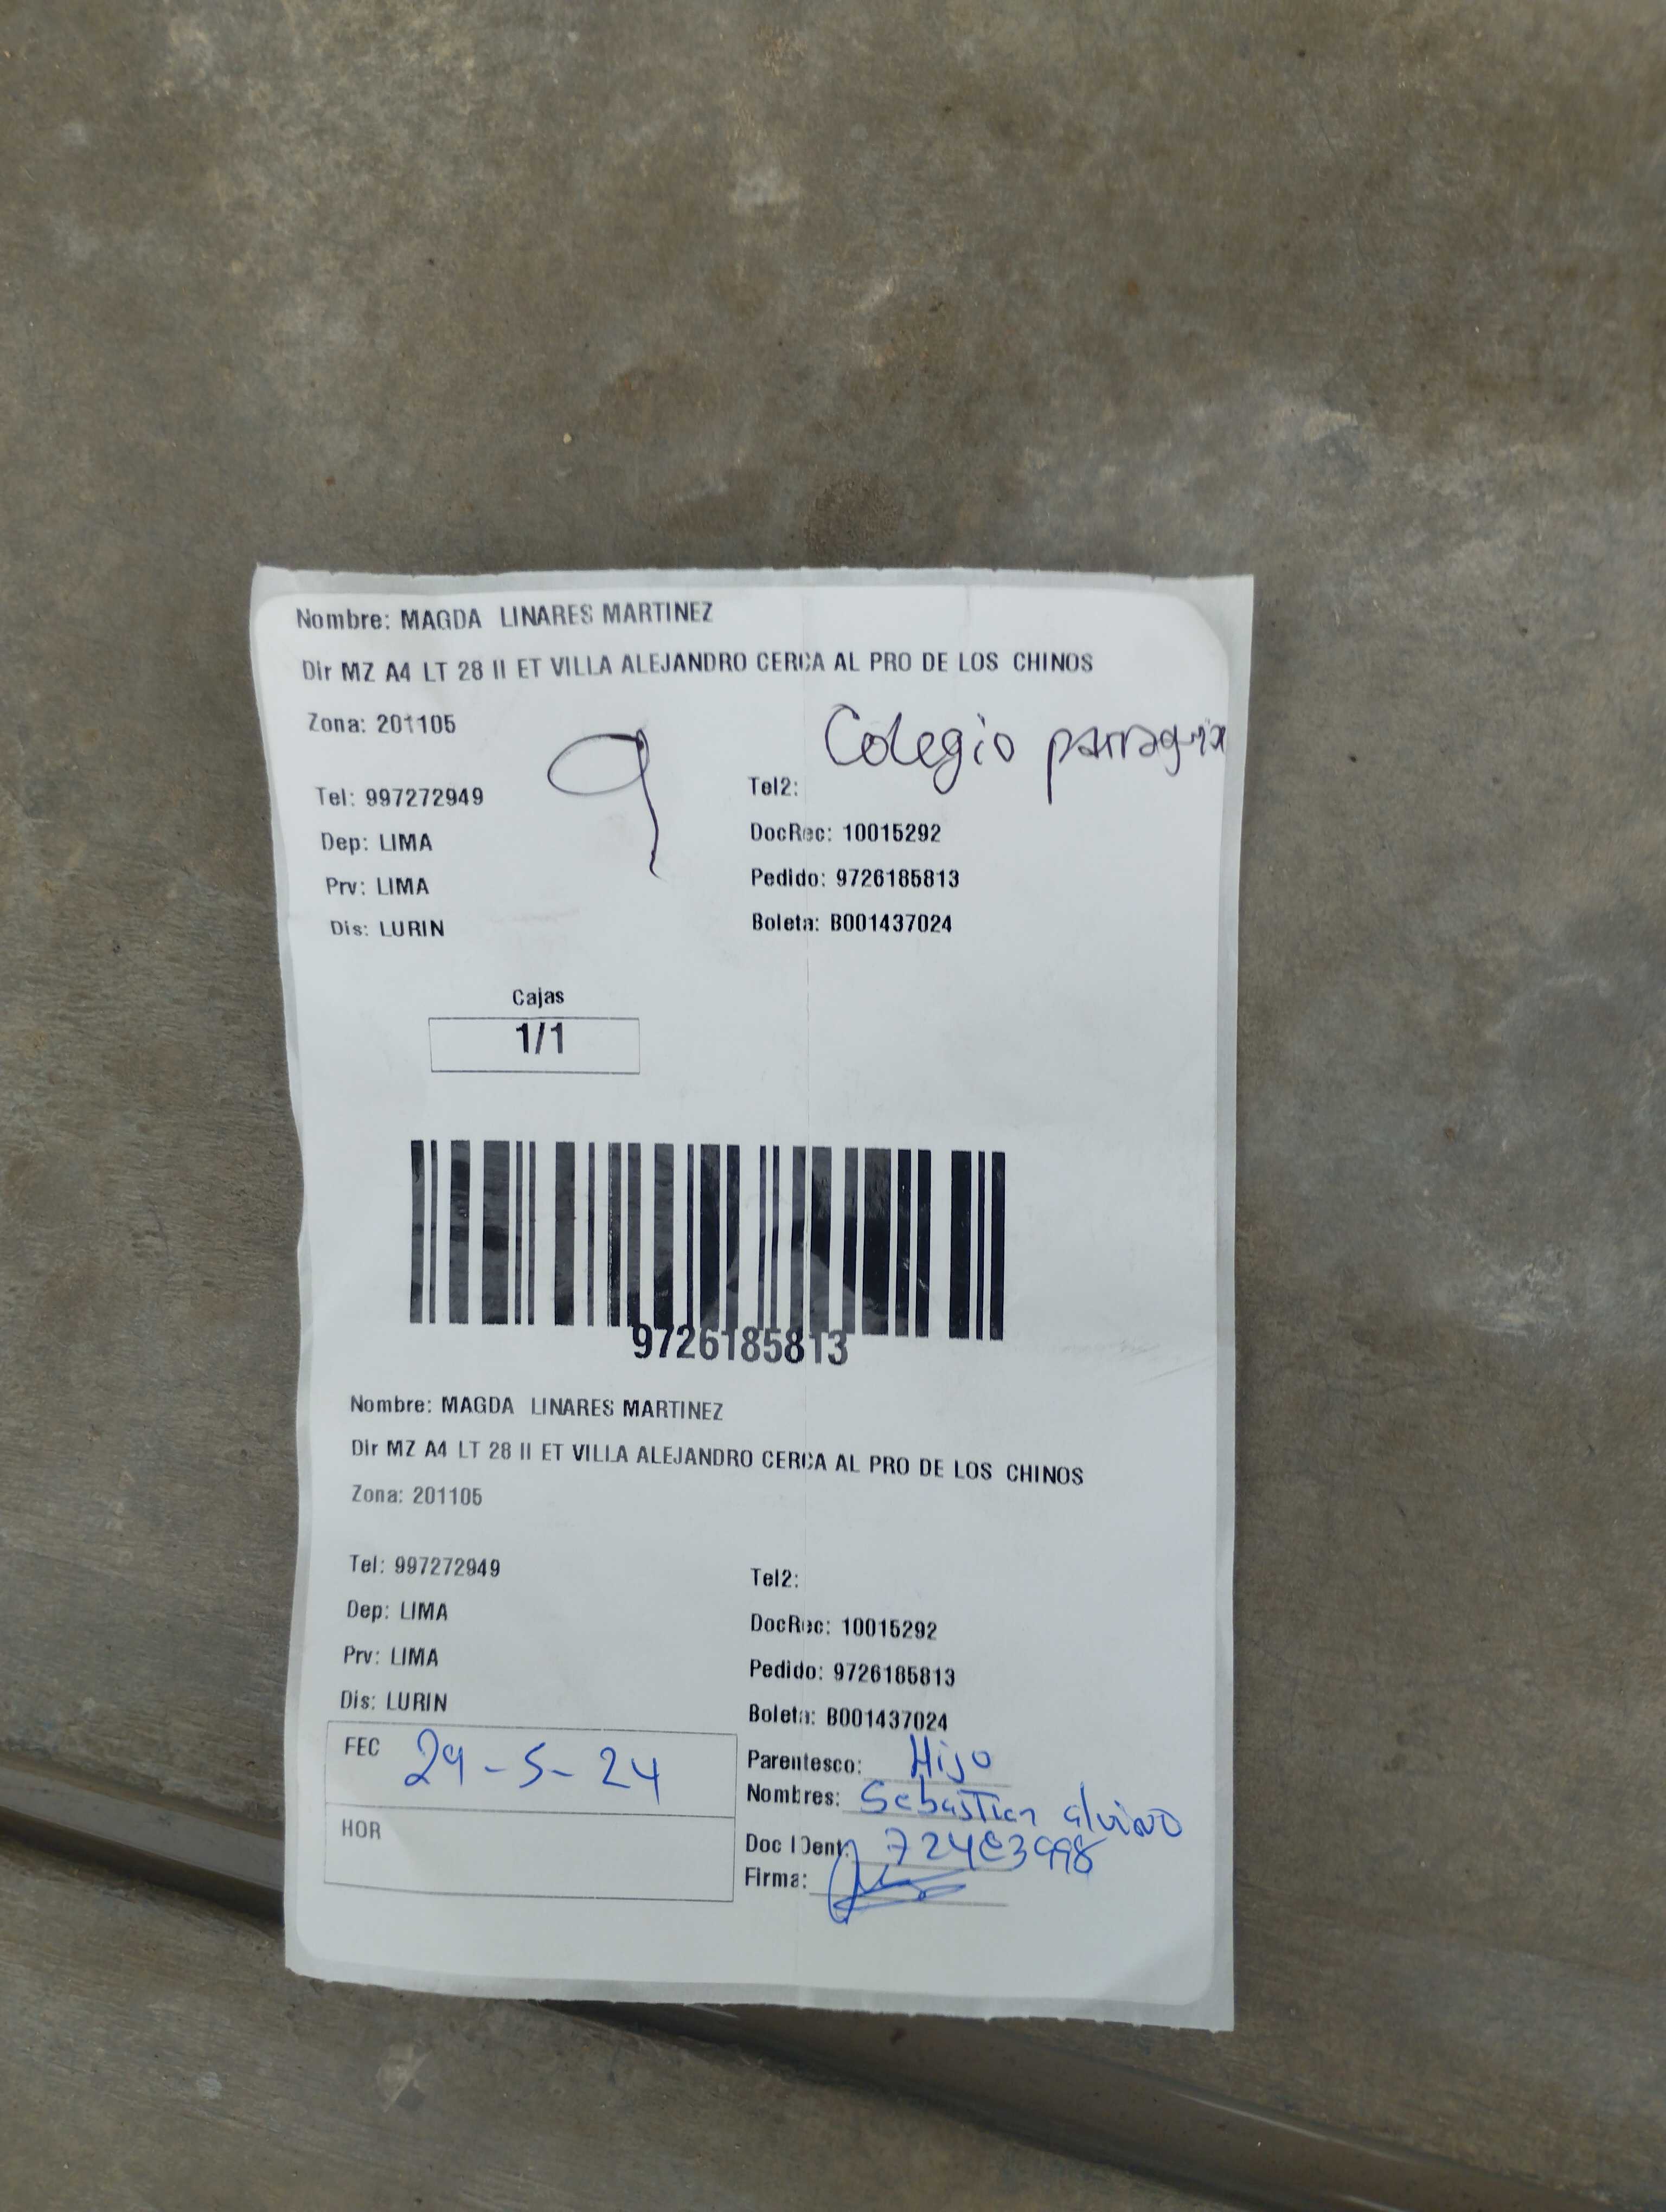 Nombre: MAGDA LINARES MARTINEZ
Dir MZ A4 LT 28 II ET VILLA ALEJANDRO CERCA AL PRO DE LOS CHINOS
Zona: 201105
9
Colegio
Tel: 997272949
Tel2:
Dep: LIMA
DocRec: 10015292
Prv: LIMA
Pedido: 9726185813
Dis: LURIN
Boleta: B001437024
Cajas
1/1
9726185813
Nombre: MAGDA LINARES MARTINEZ
Dir MZ A4 LT 28 II ET VILLA ALEJANDRO CERCA AL PRO DE LOS CHINOS
Zona: 201105
Tel: 997272949
Tel2:
Dep: LIMA
DocRec: 10015292
Prv: LIMA
Pedido: 9726185813
Dis: LURIN
Boleta: B001437024
FEC 29-5-24
Parentesco: Hijo
Nombres: Sebastian alvino
HOR
Doc IDent:
Firma: